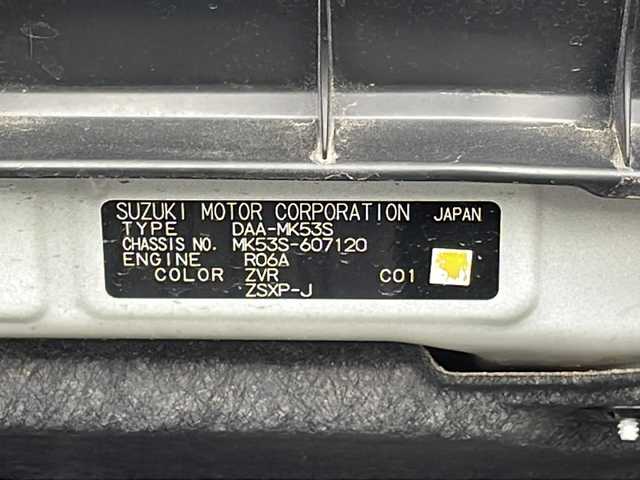 SUZUKI MOTOR CORPORATION JAPAN
TYPE DAA-MK53S
CHASSIS NO. MK53S-607120
ENGINE R06A
COLOR ZVR C01
ZSXP-J